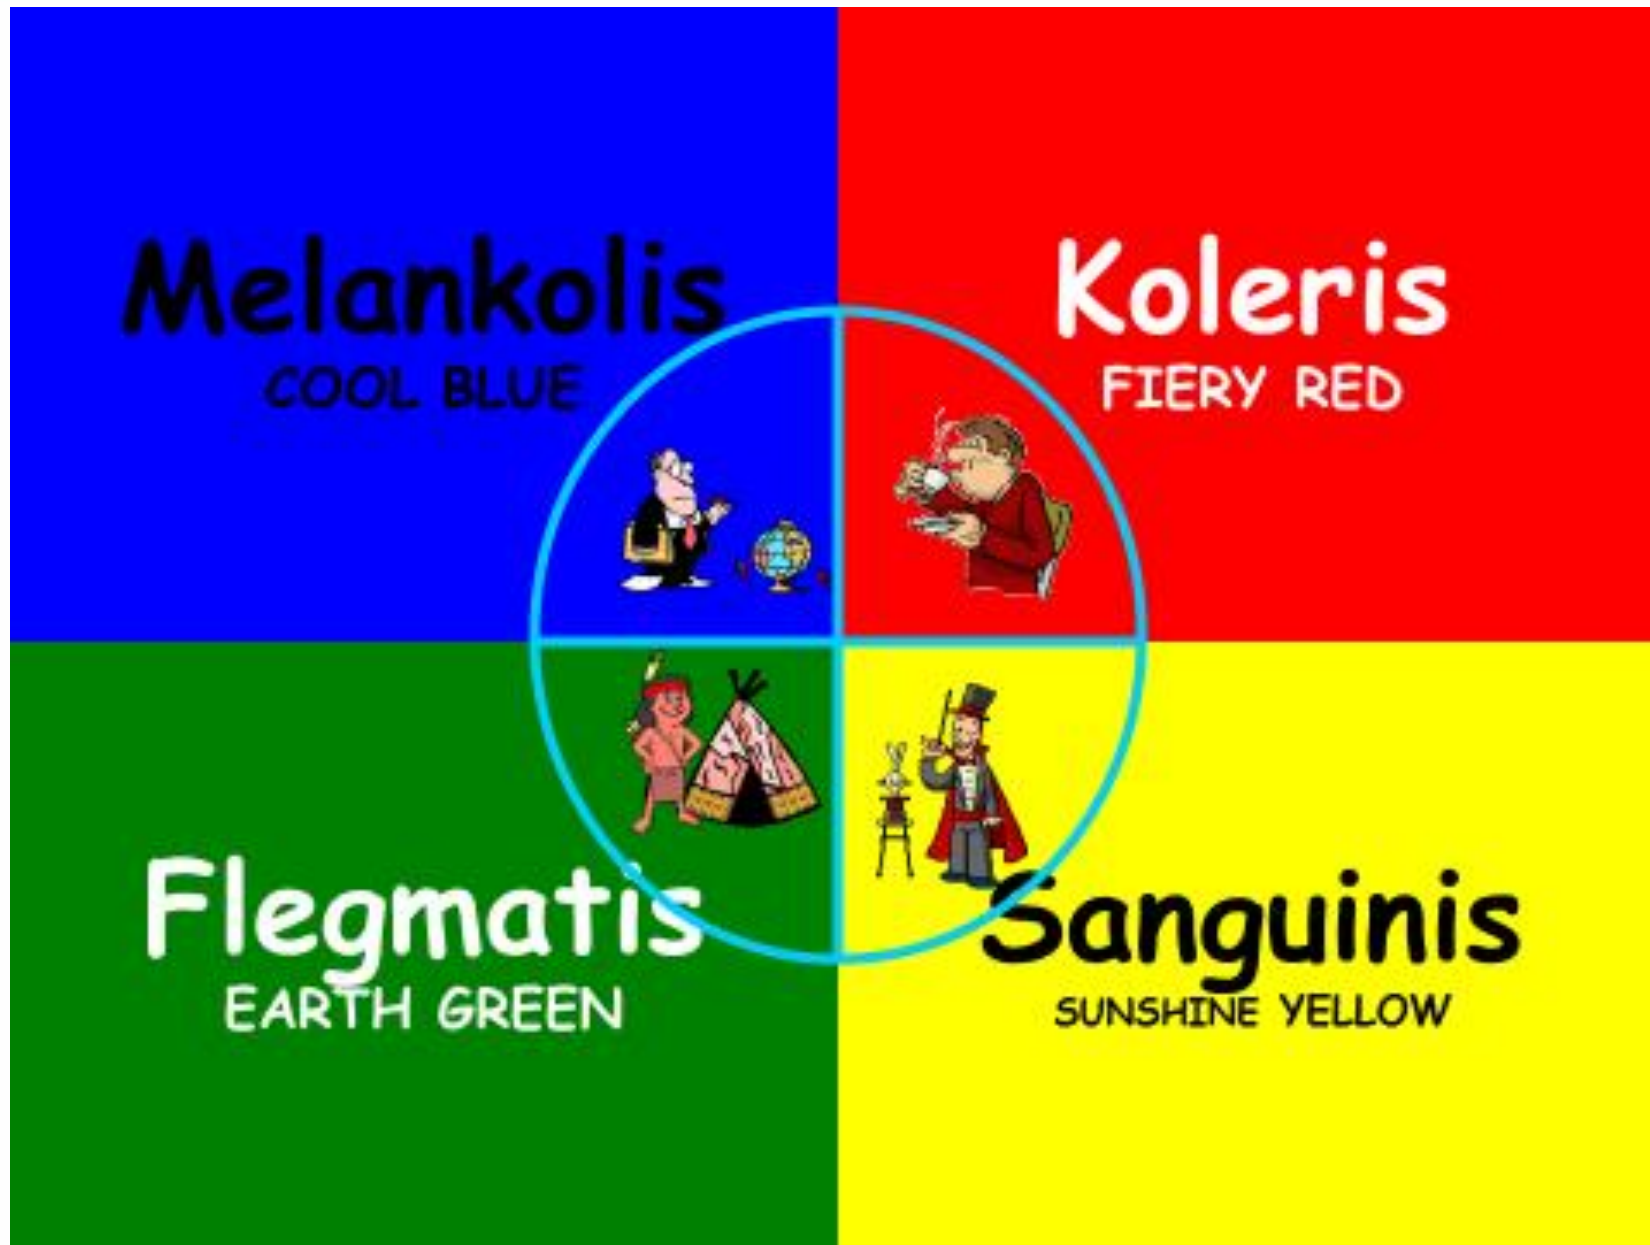 Melankolis
COOL BLUE
Koleris
FIERY RED
Flegmatis
EARTH GREEN
Sanguinis
SUNSHINE YELLOW